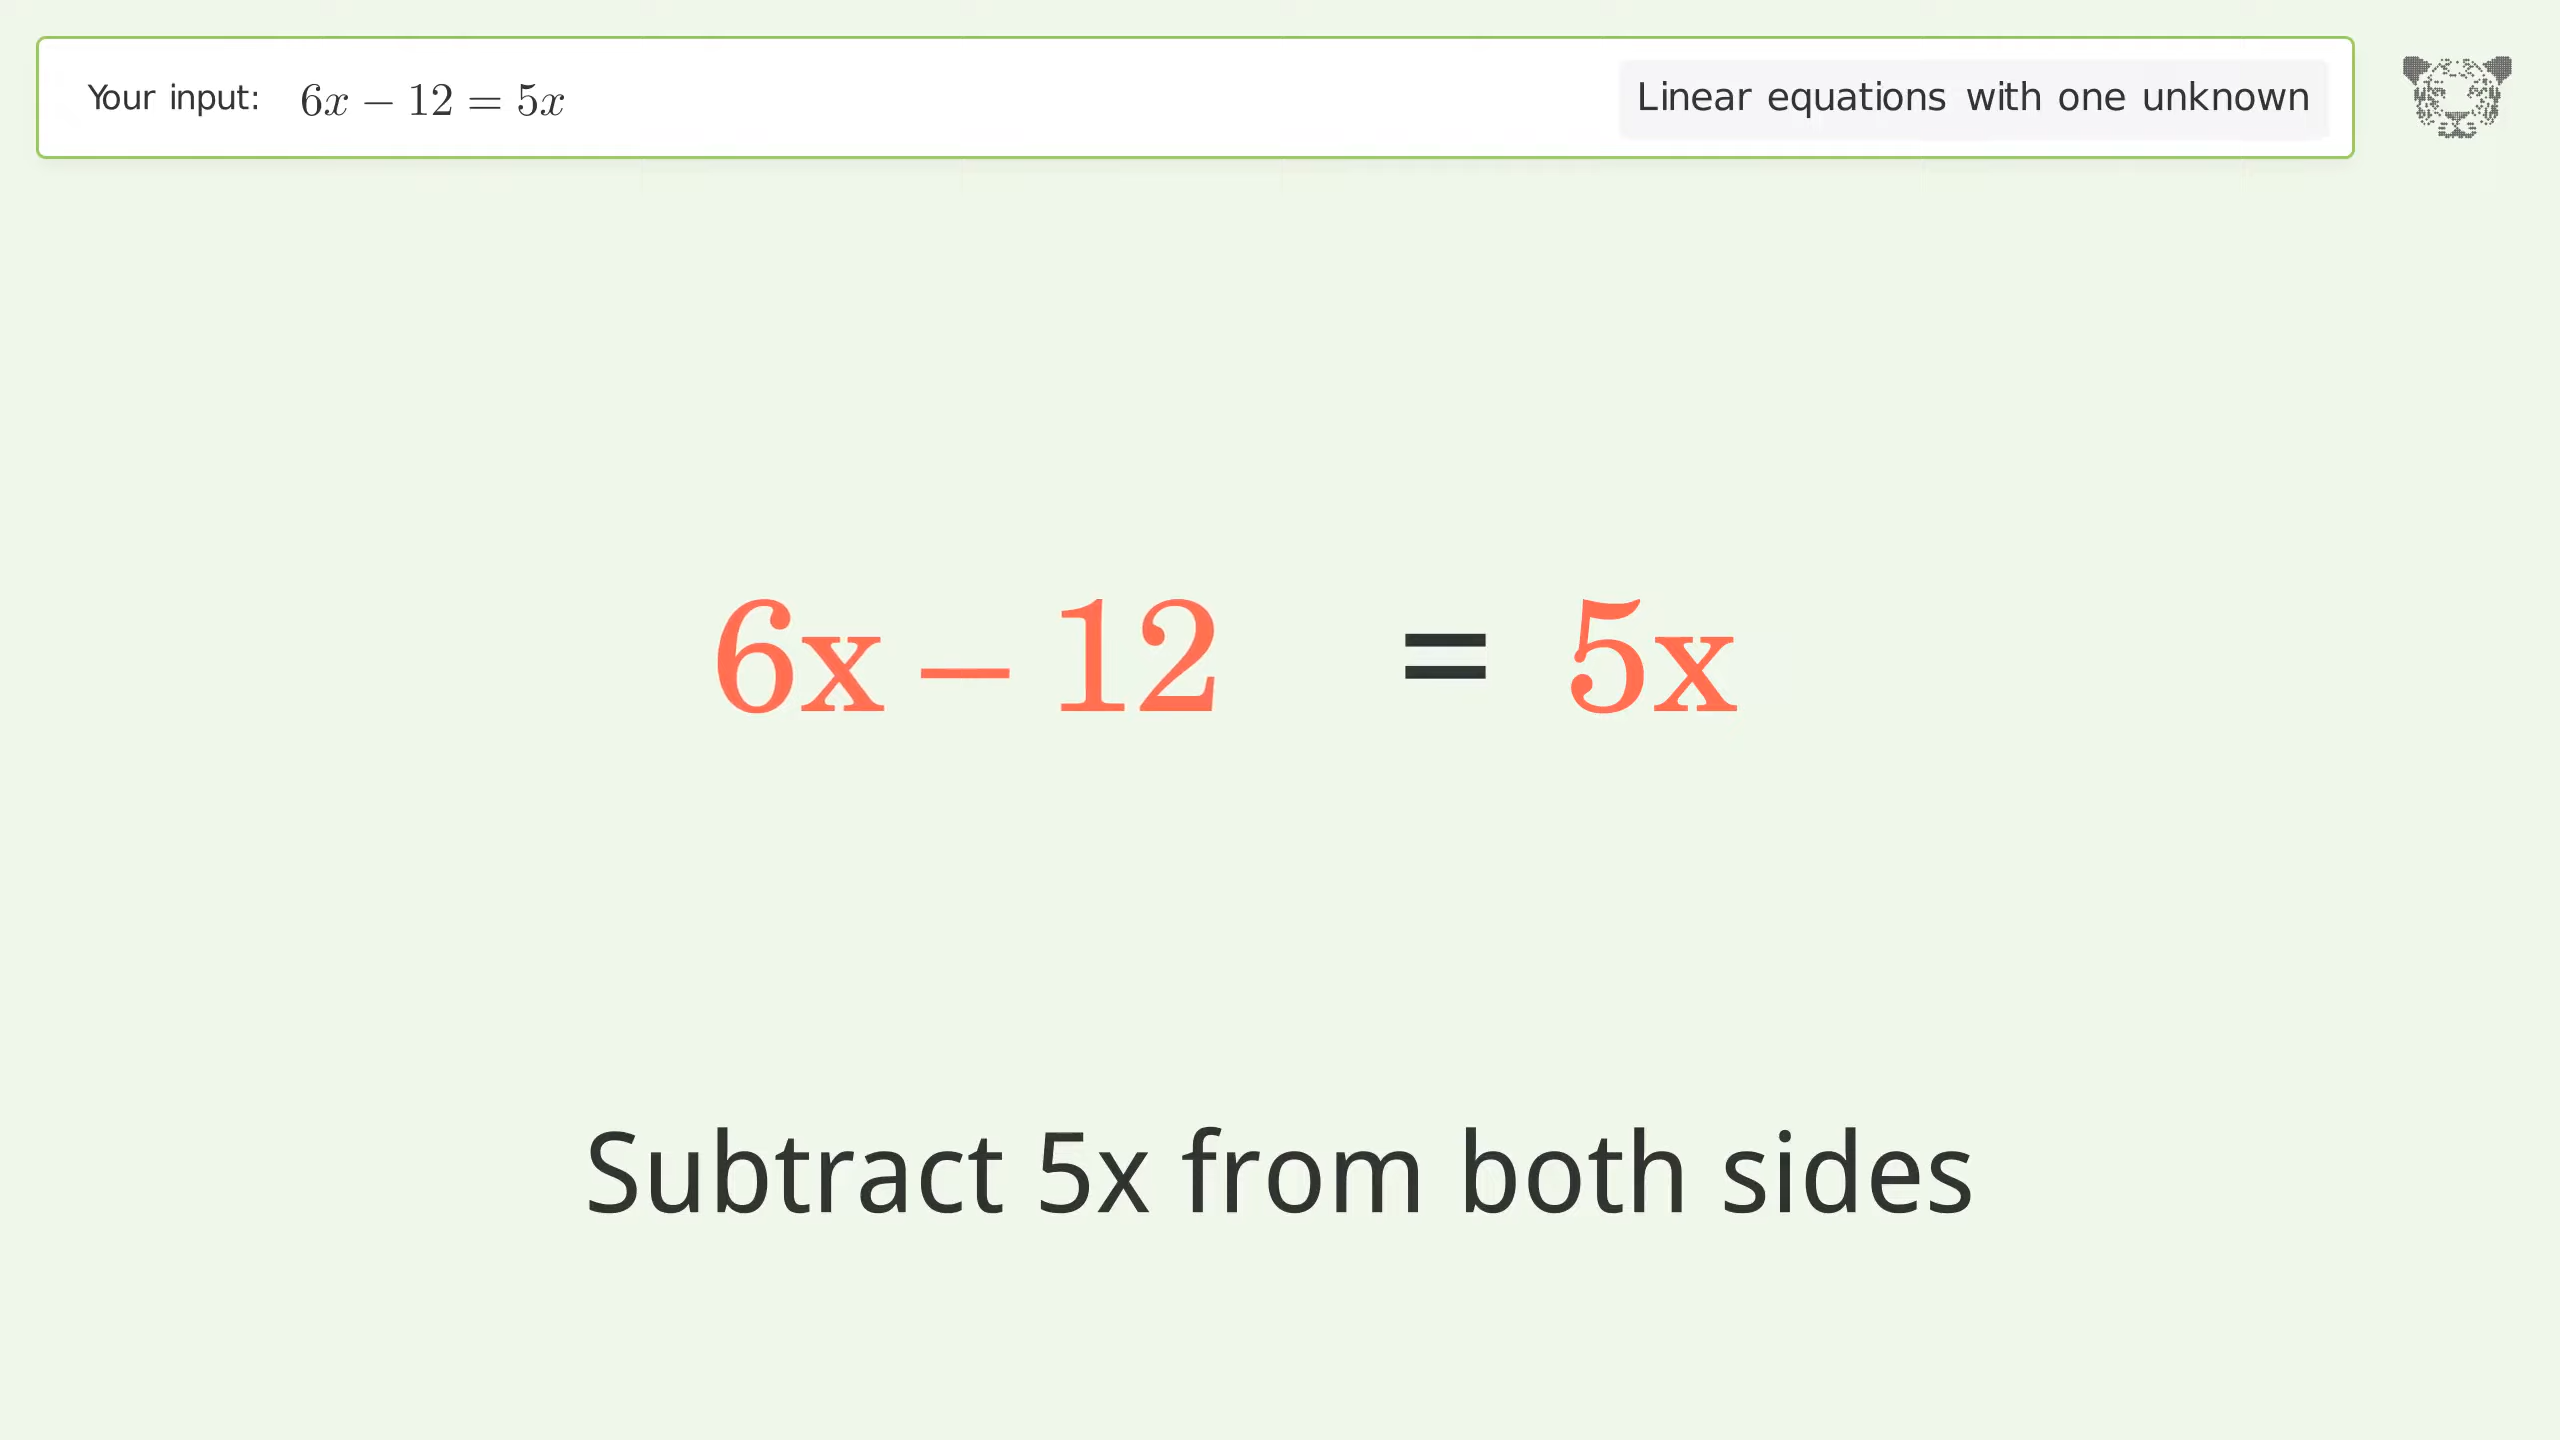 Your input: 6x − 12 = 5x
Linear equations with one unknown
6x − 12 = 5x
Subtract 5x from both sides